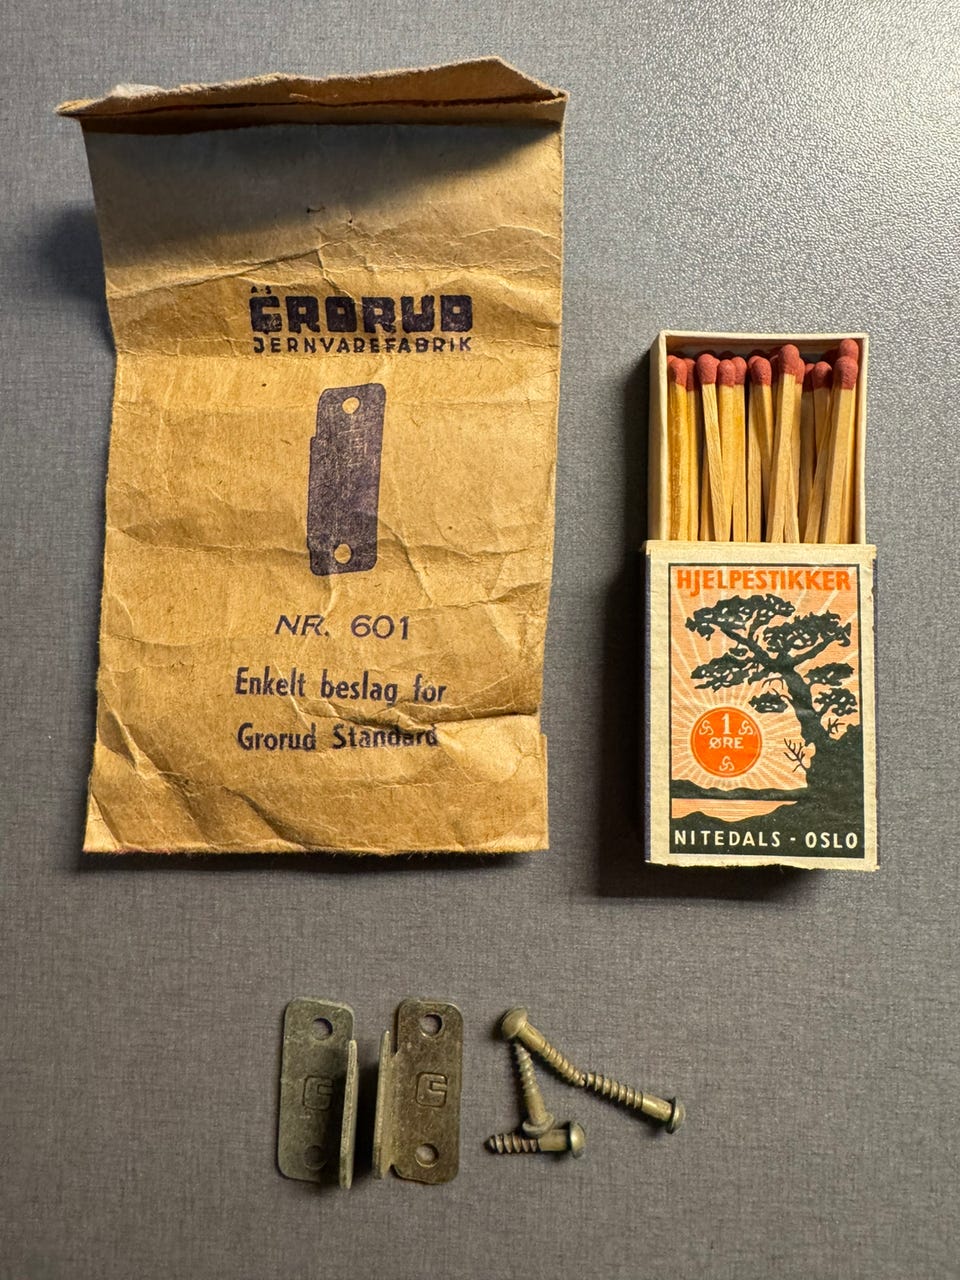 A.S
GRORUD
JERNVAREFABRIK
NR. 601
Enkelt beslag for
Grorud Standard
HJELPESTIKKER
1
ØRE
NITEDALS - OSLO
G
G